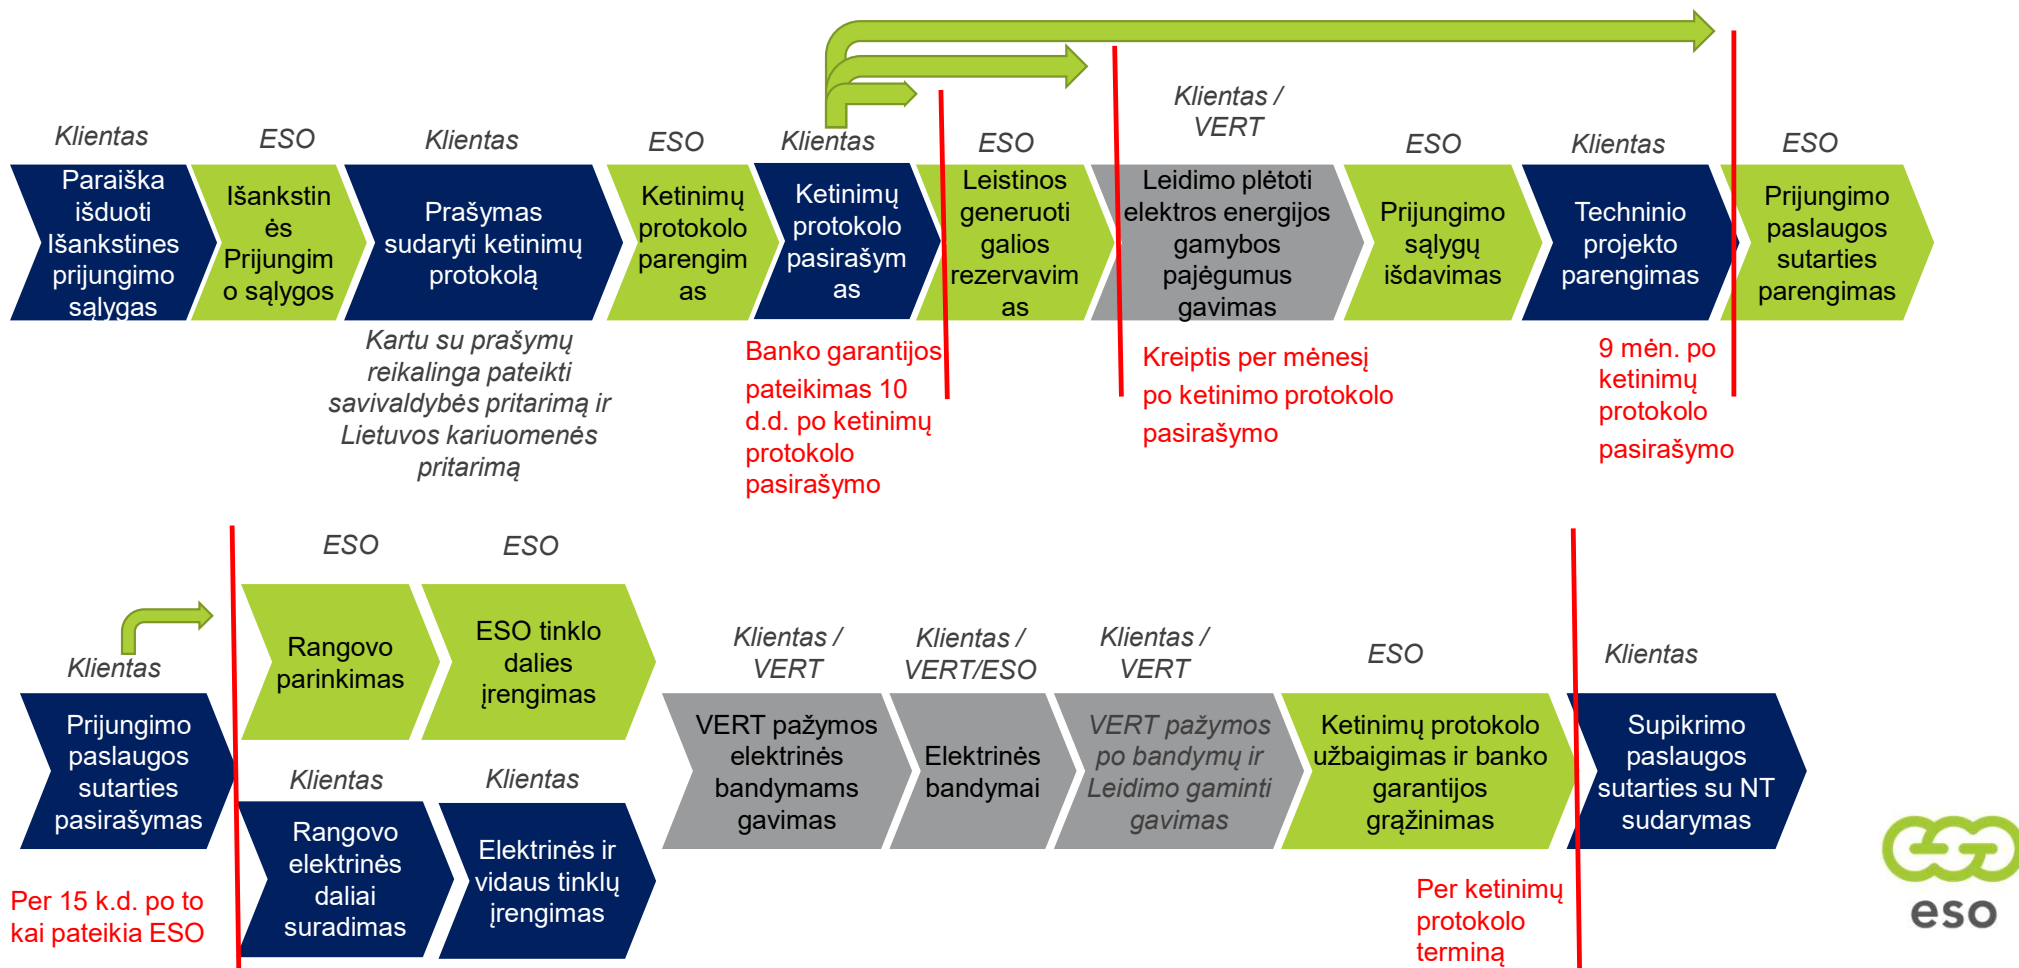 Klientas
Paraiška
išduoti
Išankstines
prijungimo
sąlygas
ESO
Išankstin
ės
Prijungim
o sąlygos
Klientas
Prašymas
sudaryti ketinimų
protokolą
Kartu su prašymų
reikalinga pateikti
savivaldybės pritarimą ir
Lietuvos kariuomenės
pritarimą
ESO
Ketinimų
protokolo
parengim
as
Klientas
Ketinimų
protokolo
pasirašym
as
Banko garantijos
pateikimas 10
d.d. po ketinimų
protokolo
pasirašymo
ESO
Leistinos
generuoti
galios
rezervavim
as
Klientas /
VERT
Leidimo plėtoti
elektros energijos
gamybos
pajėgumus
gavimas
Kreiptis per mėnesį
po ketinimo protokolo
pasirašymo
ESO
Prijungimo
sąlygų
išdavimas
Klientas
Techninio
projekto
parengimas
9 mėn. po
ketinimų
protokolo
pasirašymo
ESO
Prijungimo
paslaugos
sutarties
parengimas
Klientas
Prijungimo
paslaugos
sutarties
pasirašymas
Per 15 k.d. po to
kai pateikia ESO
ESO
Rangovo
parinkimas
ESO
ESO tinklo
dalies
įrengimas
Klientas
Rangovo
elektrinės
daliai
suradimas
Klientas
Elektrinės ir
vidaus tinklų
įrengimas
Klientas /
VERT
VERT pažymos
elektrinės
bandymams
gavimas
Klientas /
VERT/ESO
Elektrinės
bandymai
Klientas /
VERT
VERT pažymos
po bandymų ir
Leidimo gaminti
gavimas
ESO
Ketinimų protokolo
užbaigimas ir banko
garantijos
grąžinimas
Per ketinimų
protokolo
terminą
Klientas
Supikrimo
paslaugos
sutarties su NT
sudarymas
eso